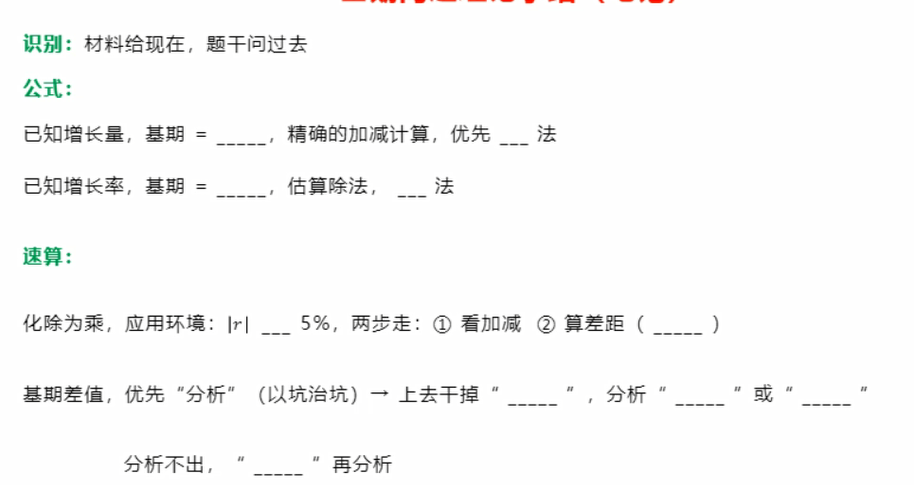 识别：材料给现在，题干问过去
公式：
已知增长量，基期 = _____，精确的加减计算，优先 ___ 法
已知增长率，基期 = _____，估算除法， ___ 法
速算：
化除为乘，应用环境：|r| ___ 5%，两步走：① 看加减 ② 算差距（ _____ ）
基期差值，优先“分析”（以坑治坑）→ 上去干掉“ _____ ”，分析“ _____ ”或“ _____ ”
分析不出，“ _____ ”再分析